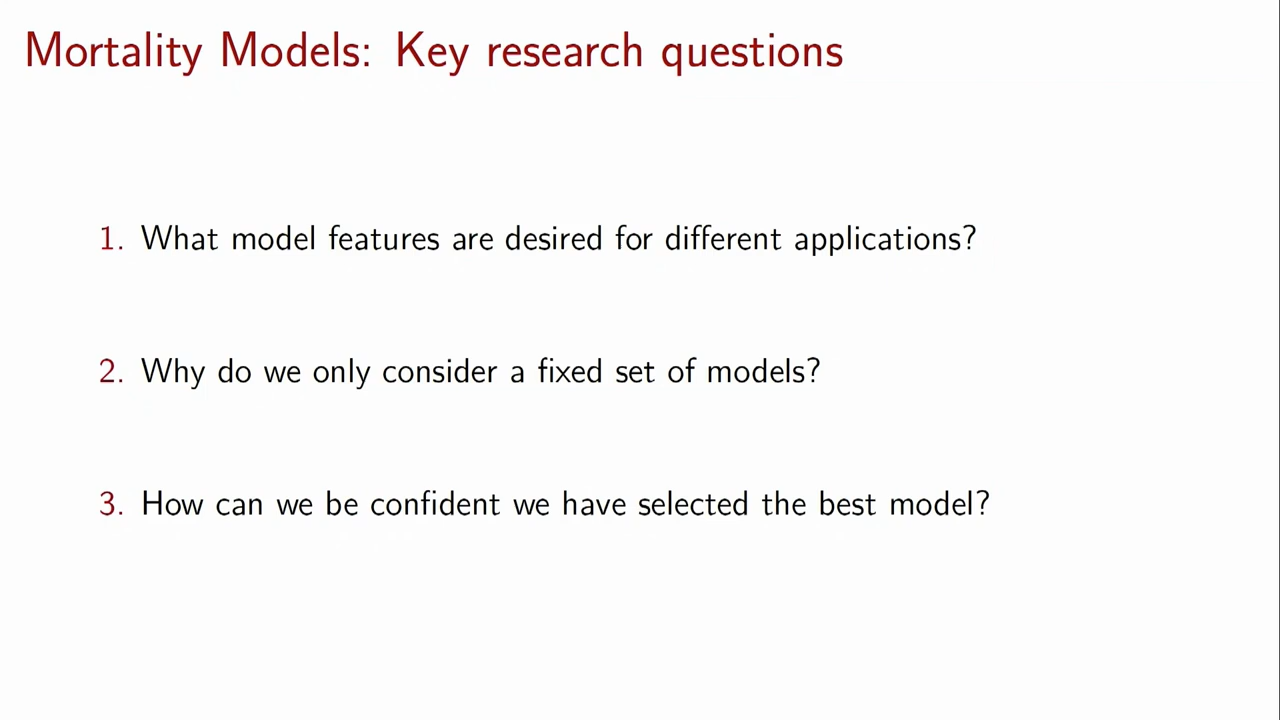 Mortality Models: Key research questions
1. What model features are desired for different applications?
2. Why do we only consider a fixed set of models?
3. How can we be confident we have selected the best model?